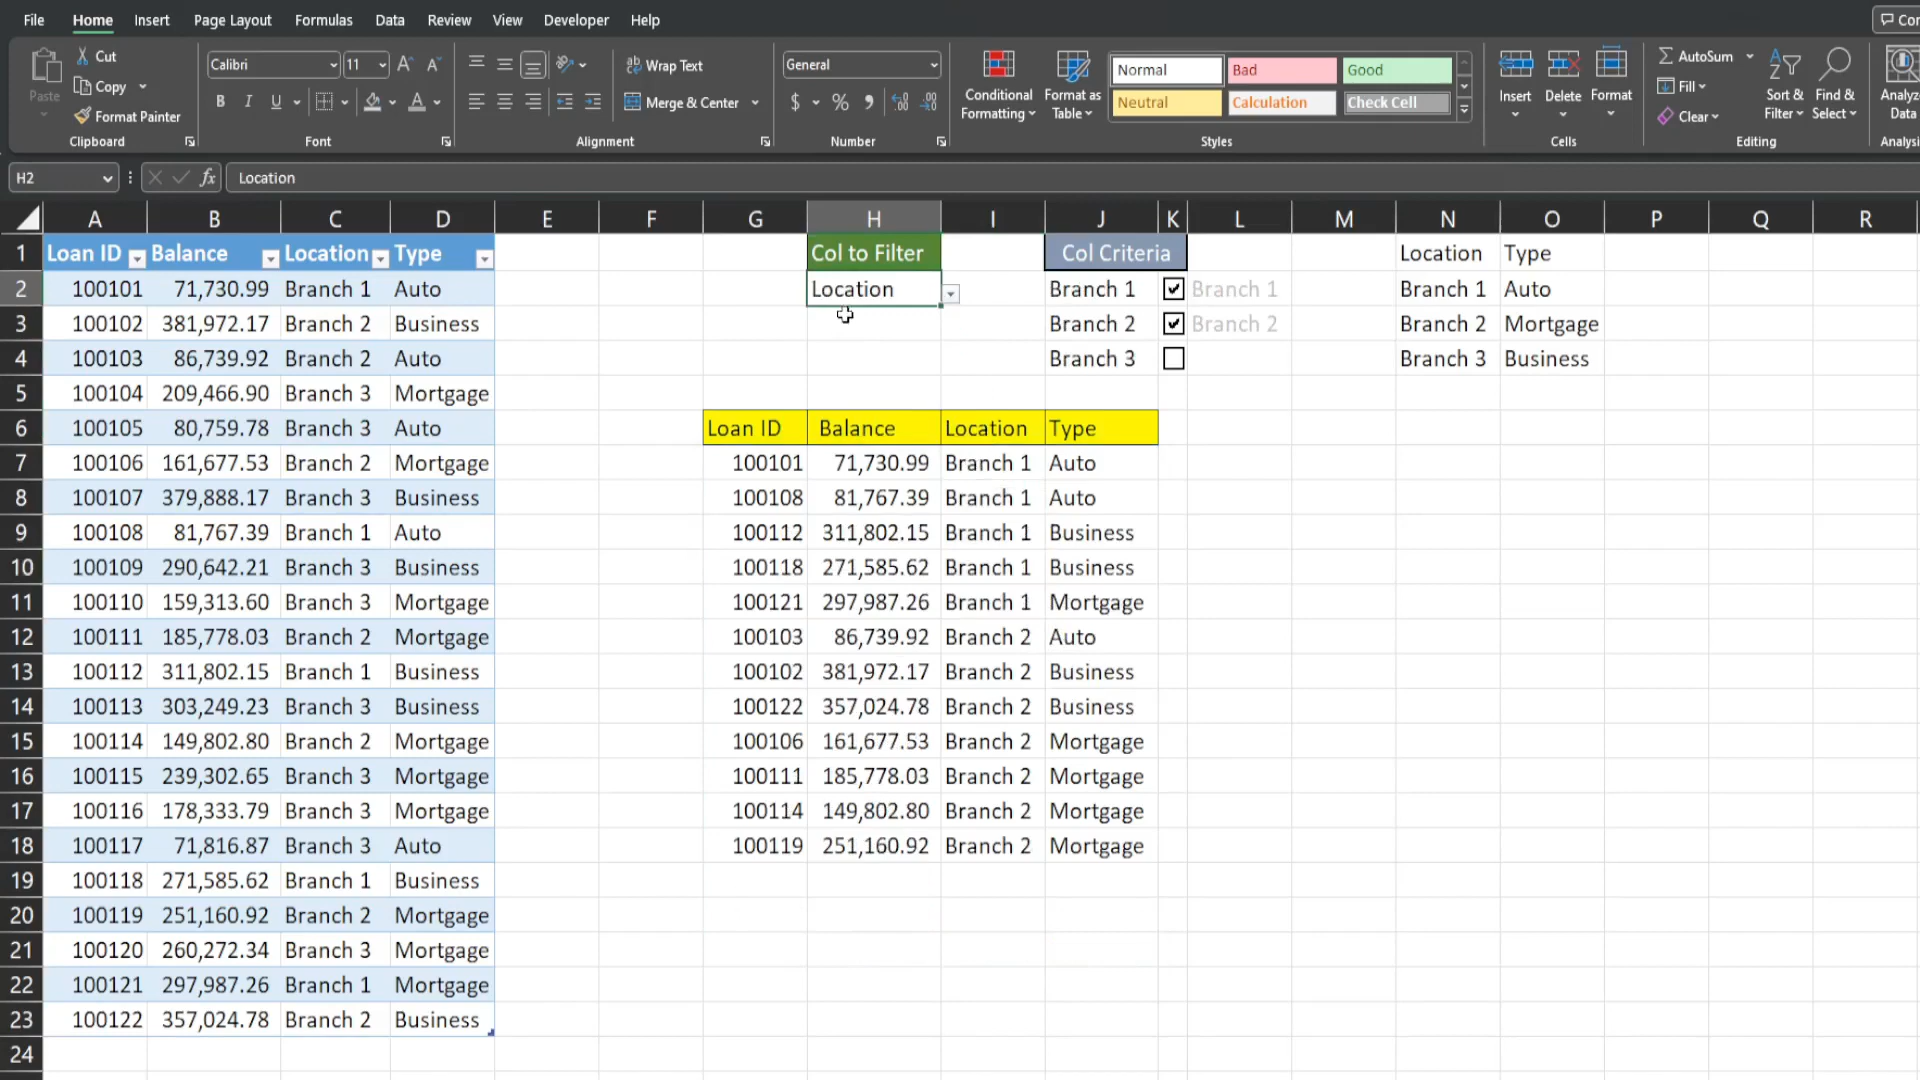 File Home Insert Page Layout Formulas Data Review View Developer Help
Paste Cut Copy Format Painter Clipboard
Calibri 11 B I U A Font
Wrap Text Merge & Center Alignment
General $ % Number
Conditional Formatting Format as Table Normal Bad Good Neutral Calculation Check Cell Styles
Insert Delete Format Cells
AutoSum Fill Clear Sort & Filter Find & Select Editing
Analyze Data
H2 fx Location
A B C D E F G H I J K L M N O P Q R
1 Loan ID Balance Location Type Col to Filter Col Criteria Location Type
2 100101 71,730.99 Branch 1 Auto Location Branch 1 Branch 1 Branch 1 Auto
3 100102 381,972.17 Branch 2 Business Branch 2 Branch 2 Branch 2 Mortgage
4 100103 86,739.92 Branch 2 Auto Branch 3 Branch 3 Business
5 100104 209,466.90 Branch 3 Mortgage
6 100105 80,759.78 Branch 3 Auto Loan ID Balance Location Type
7 100106 161,677.53 Branch 2 Mortgage 100101 71,730.99 Branch 1 Auto
8 100107 379,888.17 Branch 3 Business 100108 81,767.39 Branch 1 Auto
9 100108 81,767.39 Branch 1 Auto 100112 311,802.15 Branch 1 Business
10 100109 290,642.21 Branch 3 Business 100118 271,585.62 Branch 1 Business
11 100110 159,313.60 Branch 3 Mortgage 100121 297,987.26 Branch 1 Mortgage
12 100111 185,778.03 Branch 2 Mortgage 100103 86,739.92 Branch 2 Auto
13 100112 311,802.15 Branch 1 Business 100102 381,972.17 Branch 2 Business
14 100113 303,249.23 Branch 3 Business 100122 357,024.78 Branch 2 Business
15 100114 149,802.80 Branch 2 Mortgage 100106 161,677.53 Branch 2 Mortgage
16 100115 239,302.65 Branch 3 Mortgage 100111 185,778.03 Branch 2 Mortgage
17 100116 178,333.79 Branch 3 Mortgage 100114 149,802.80 Branch 2 Mortgage
18 100117 71,816.87 Branch 3 Auto 100119 251,160.92 Branch 2 Mortgage
19 100118 271,585.62 Branch 1 Business
20 100119 251,160.92 Branch 2 Mortgage
21 100120 260,272.34 Branch 3 Mortgage
22 100121 297,987.26 Branch 1 Mortgage
23 100122 357,024.78 Branch 2 Business
24